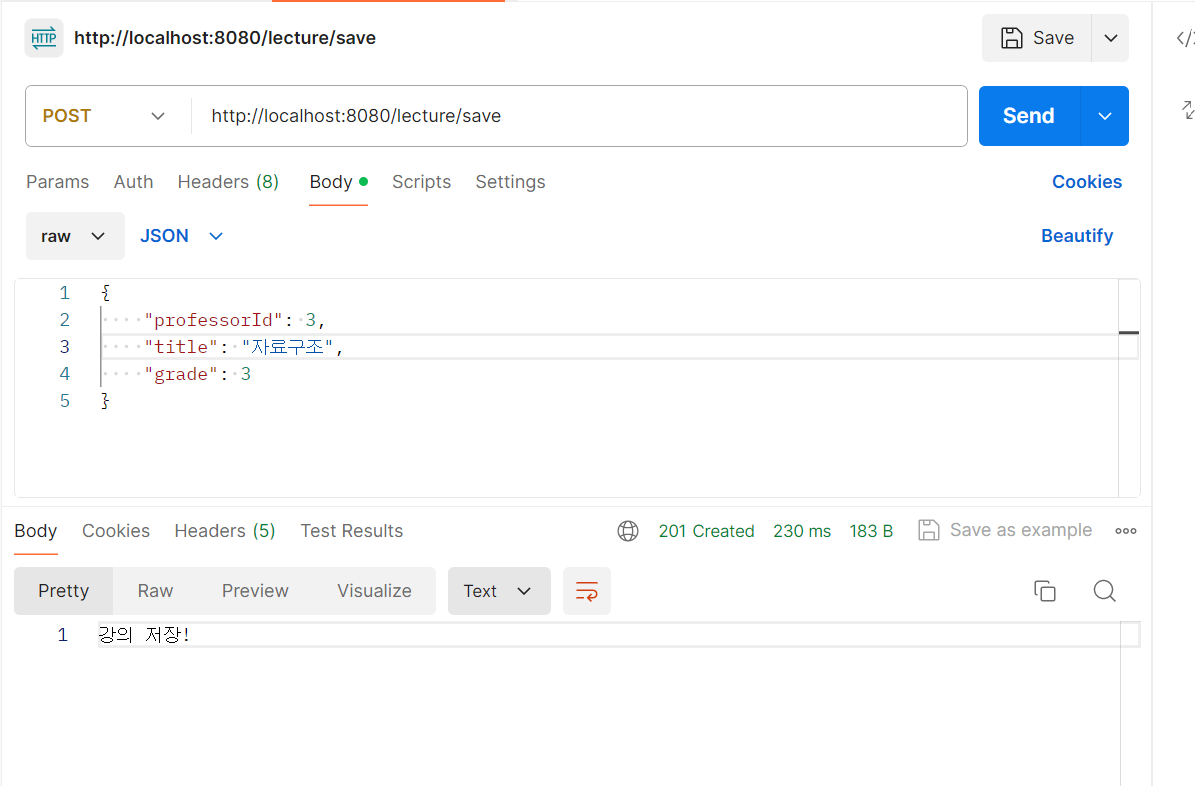 HTTP http://localhost:8080/lecture/save Save
POST http://localhost:8080/lecture/save Send
Params Auth Headers (8) Body Scripts Settings Cookies
raw JSON Beautify
1 {
2 "professorId": 3,
3 "title": "자료구조",
4 "grade": 3
5 }
Body Cookies Headers (5) Test Results 201 Created 230 ms 183 B Save as example
Pretty Raw Preview Visualize Text
1 강의 저장!